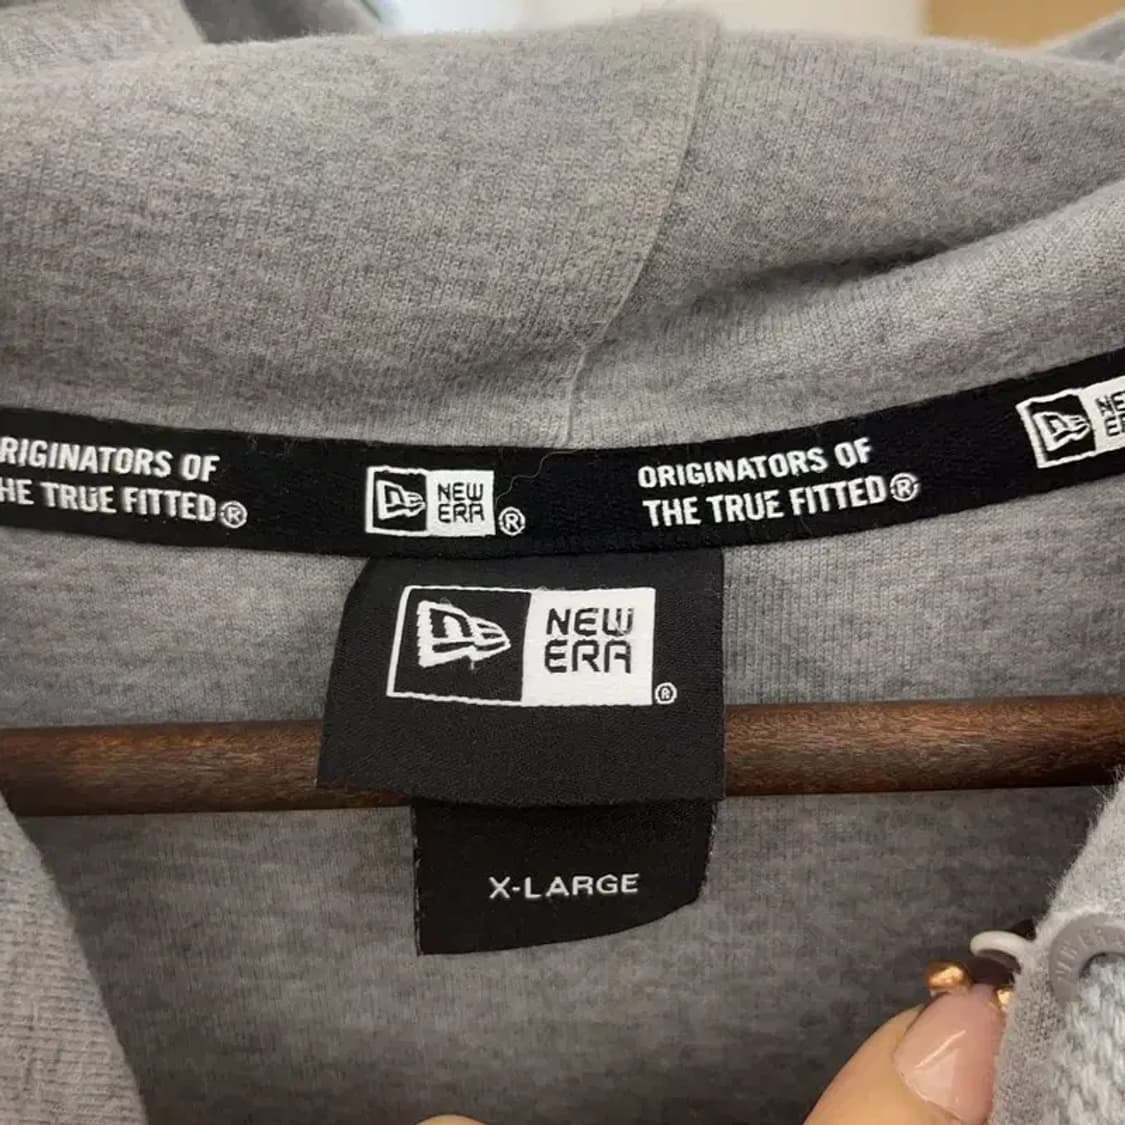 RIGINATORS OF
HE TRUE FITTED®
NEW
ERA®
ORIGINATORS OF
THE TRUE FITTED®
NEW
ERA®
X-LARGE